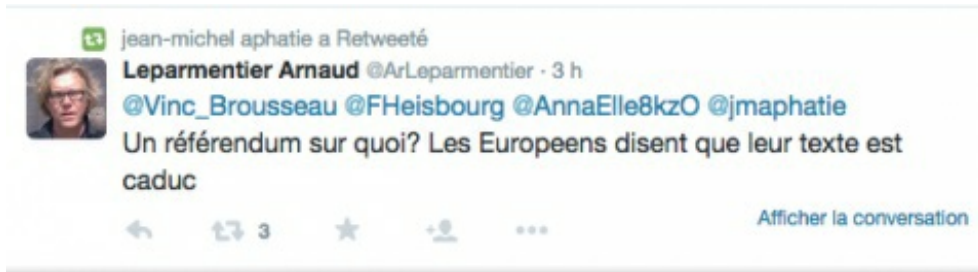 jean-michel aphatie a Retweeté
Leparmentier Arnaud @ArLeparmentier · 3 h
@Vinc_Brousseau @FHeisbourg @AnnaElle8kzO @jmaphatie
Un référendum sur quoi? Les Europeens disent que leur texte est
caduc
3
Afficher la conversation